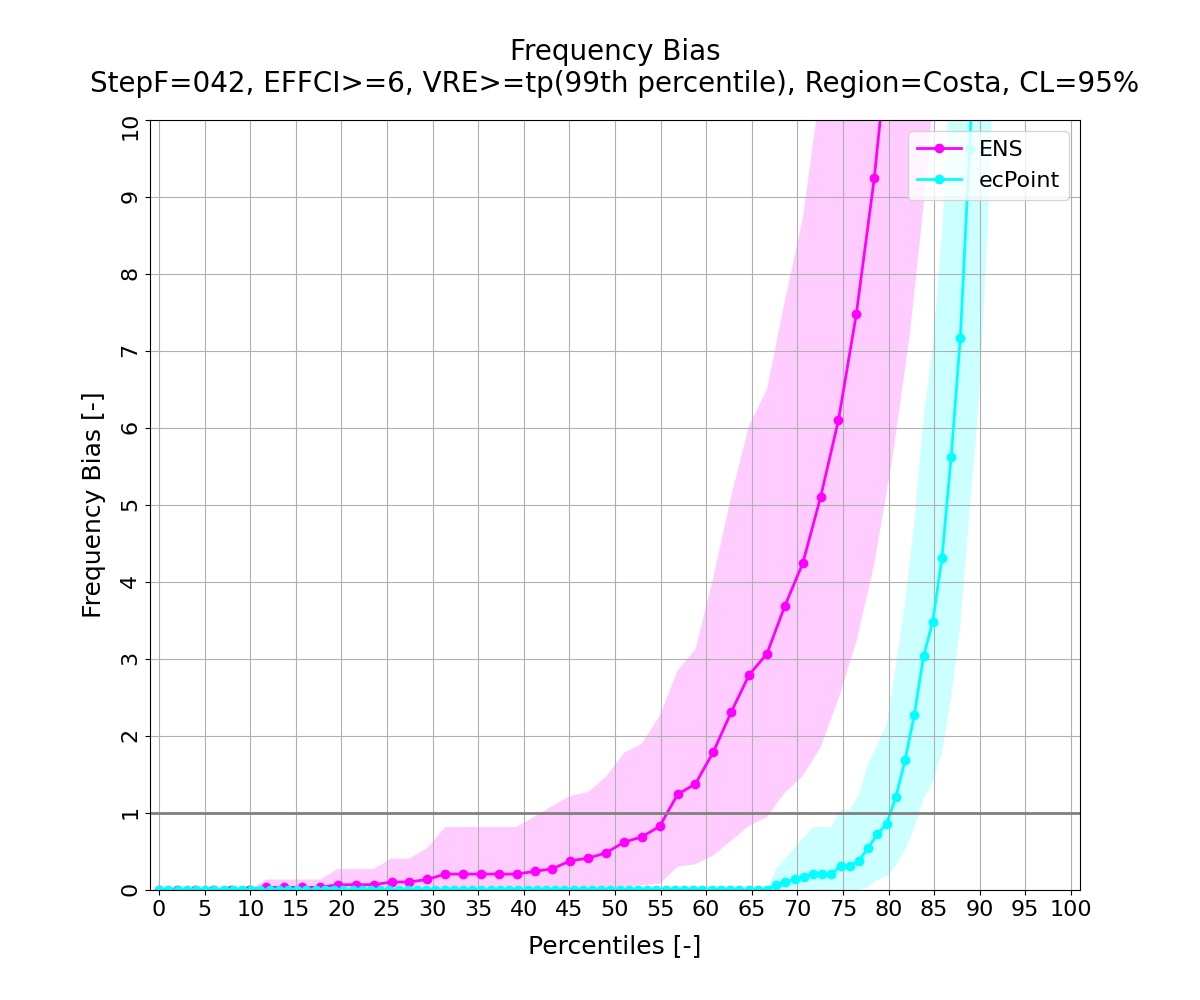 Frequency Bias
StepF=042, EFFCI>=6, VRE>=tp(99th percentile), Region=Costa, CL=95%
ENS
ecPoint
Frequency Bias [-]
10
9
8
7
6
5
4
3
2
1
0
0 5 10 15 20 25 30 35 40 45 50 55 60 65 70 75 80 85 90 95 100
Percentiles [-]